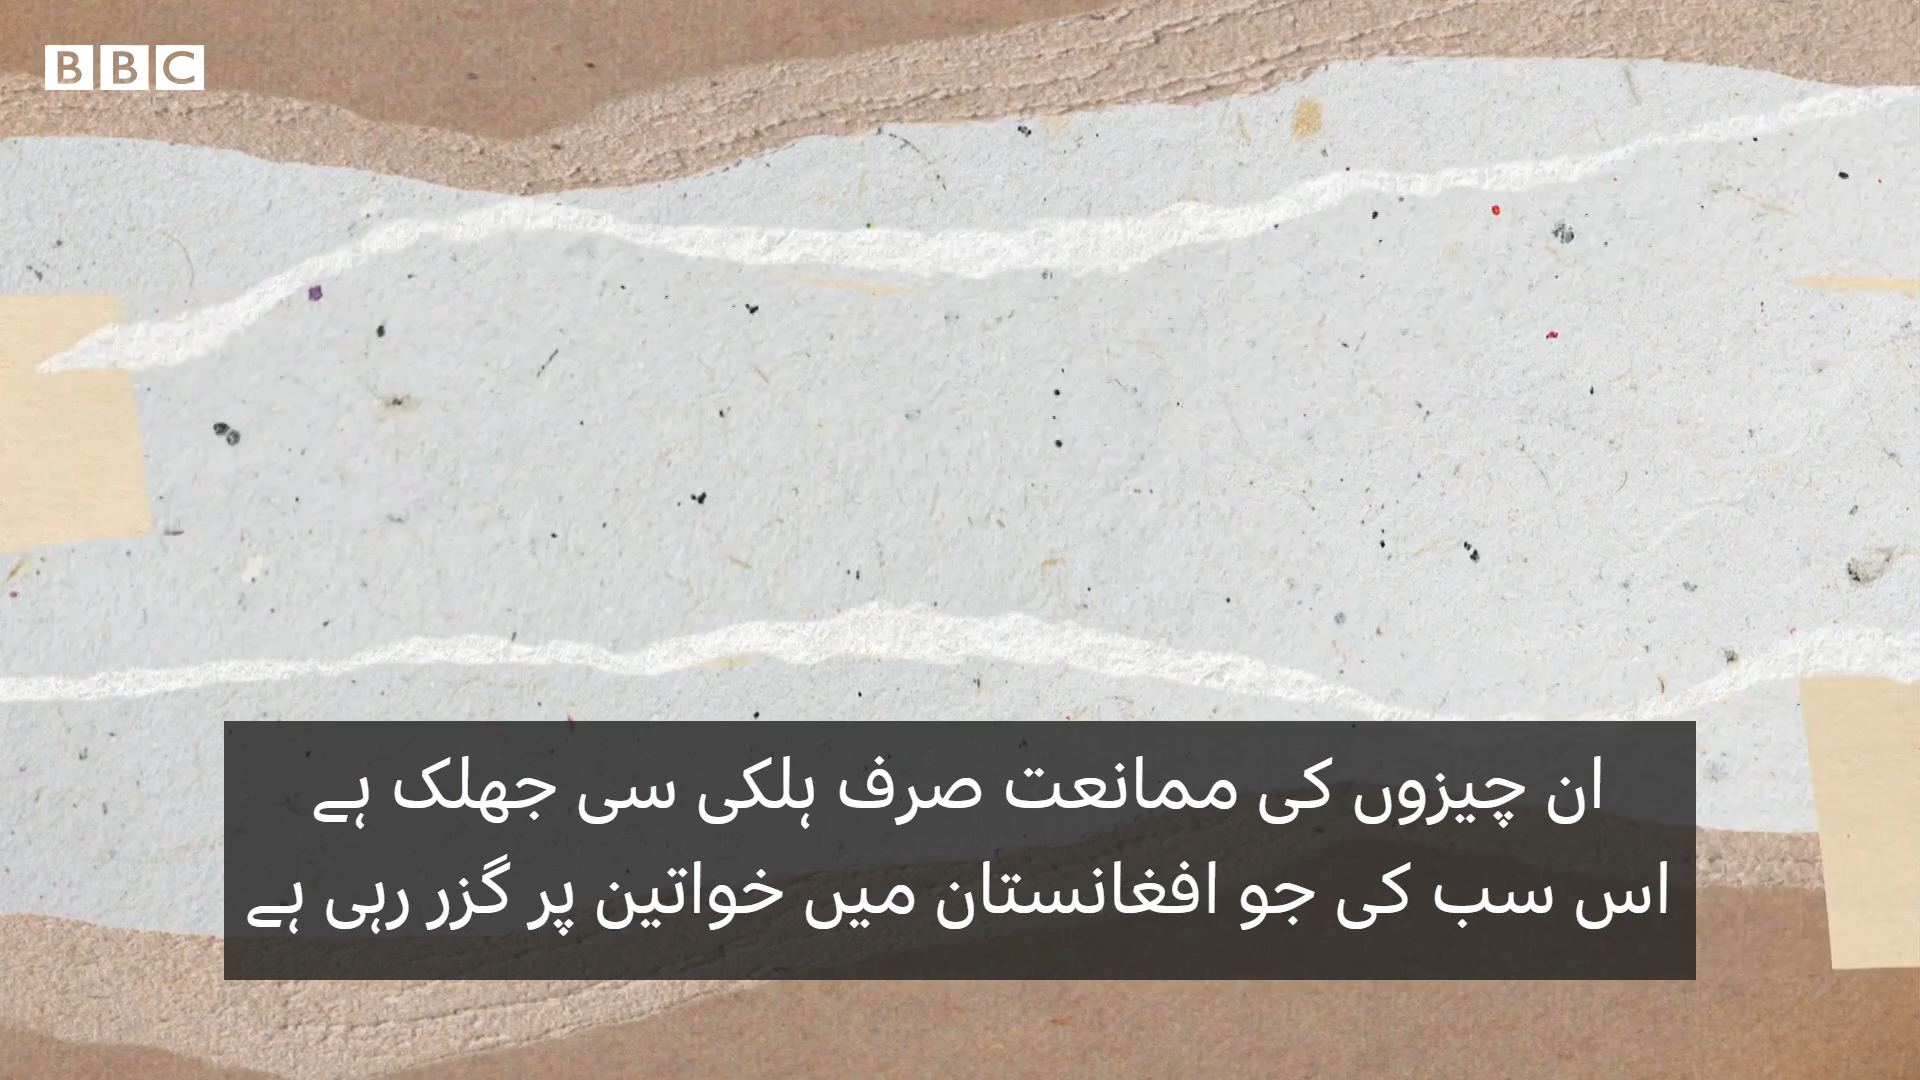 BBC
ان چیزوں کی ممانعت صرف ہلکی سی جھلک ہے
اس سب کی جو افغانستان میں خواتین پر گزر رہی ہے